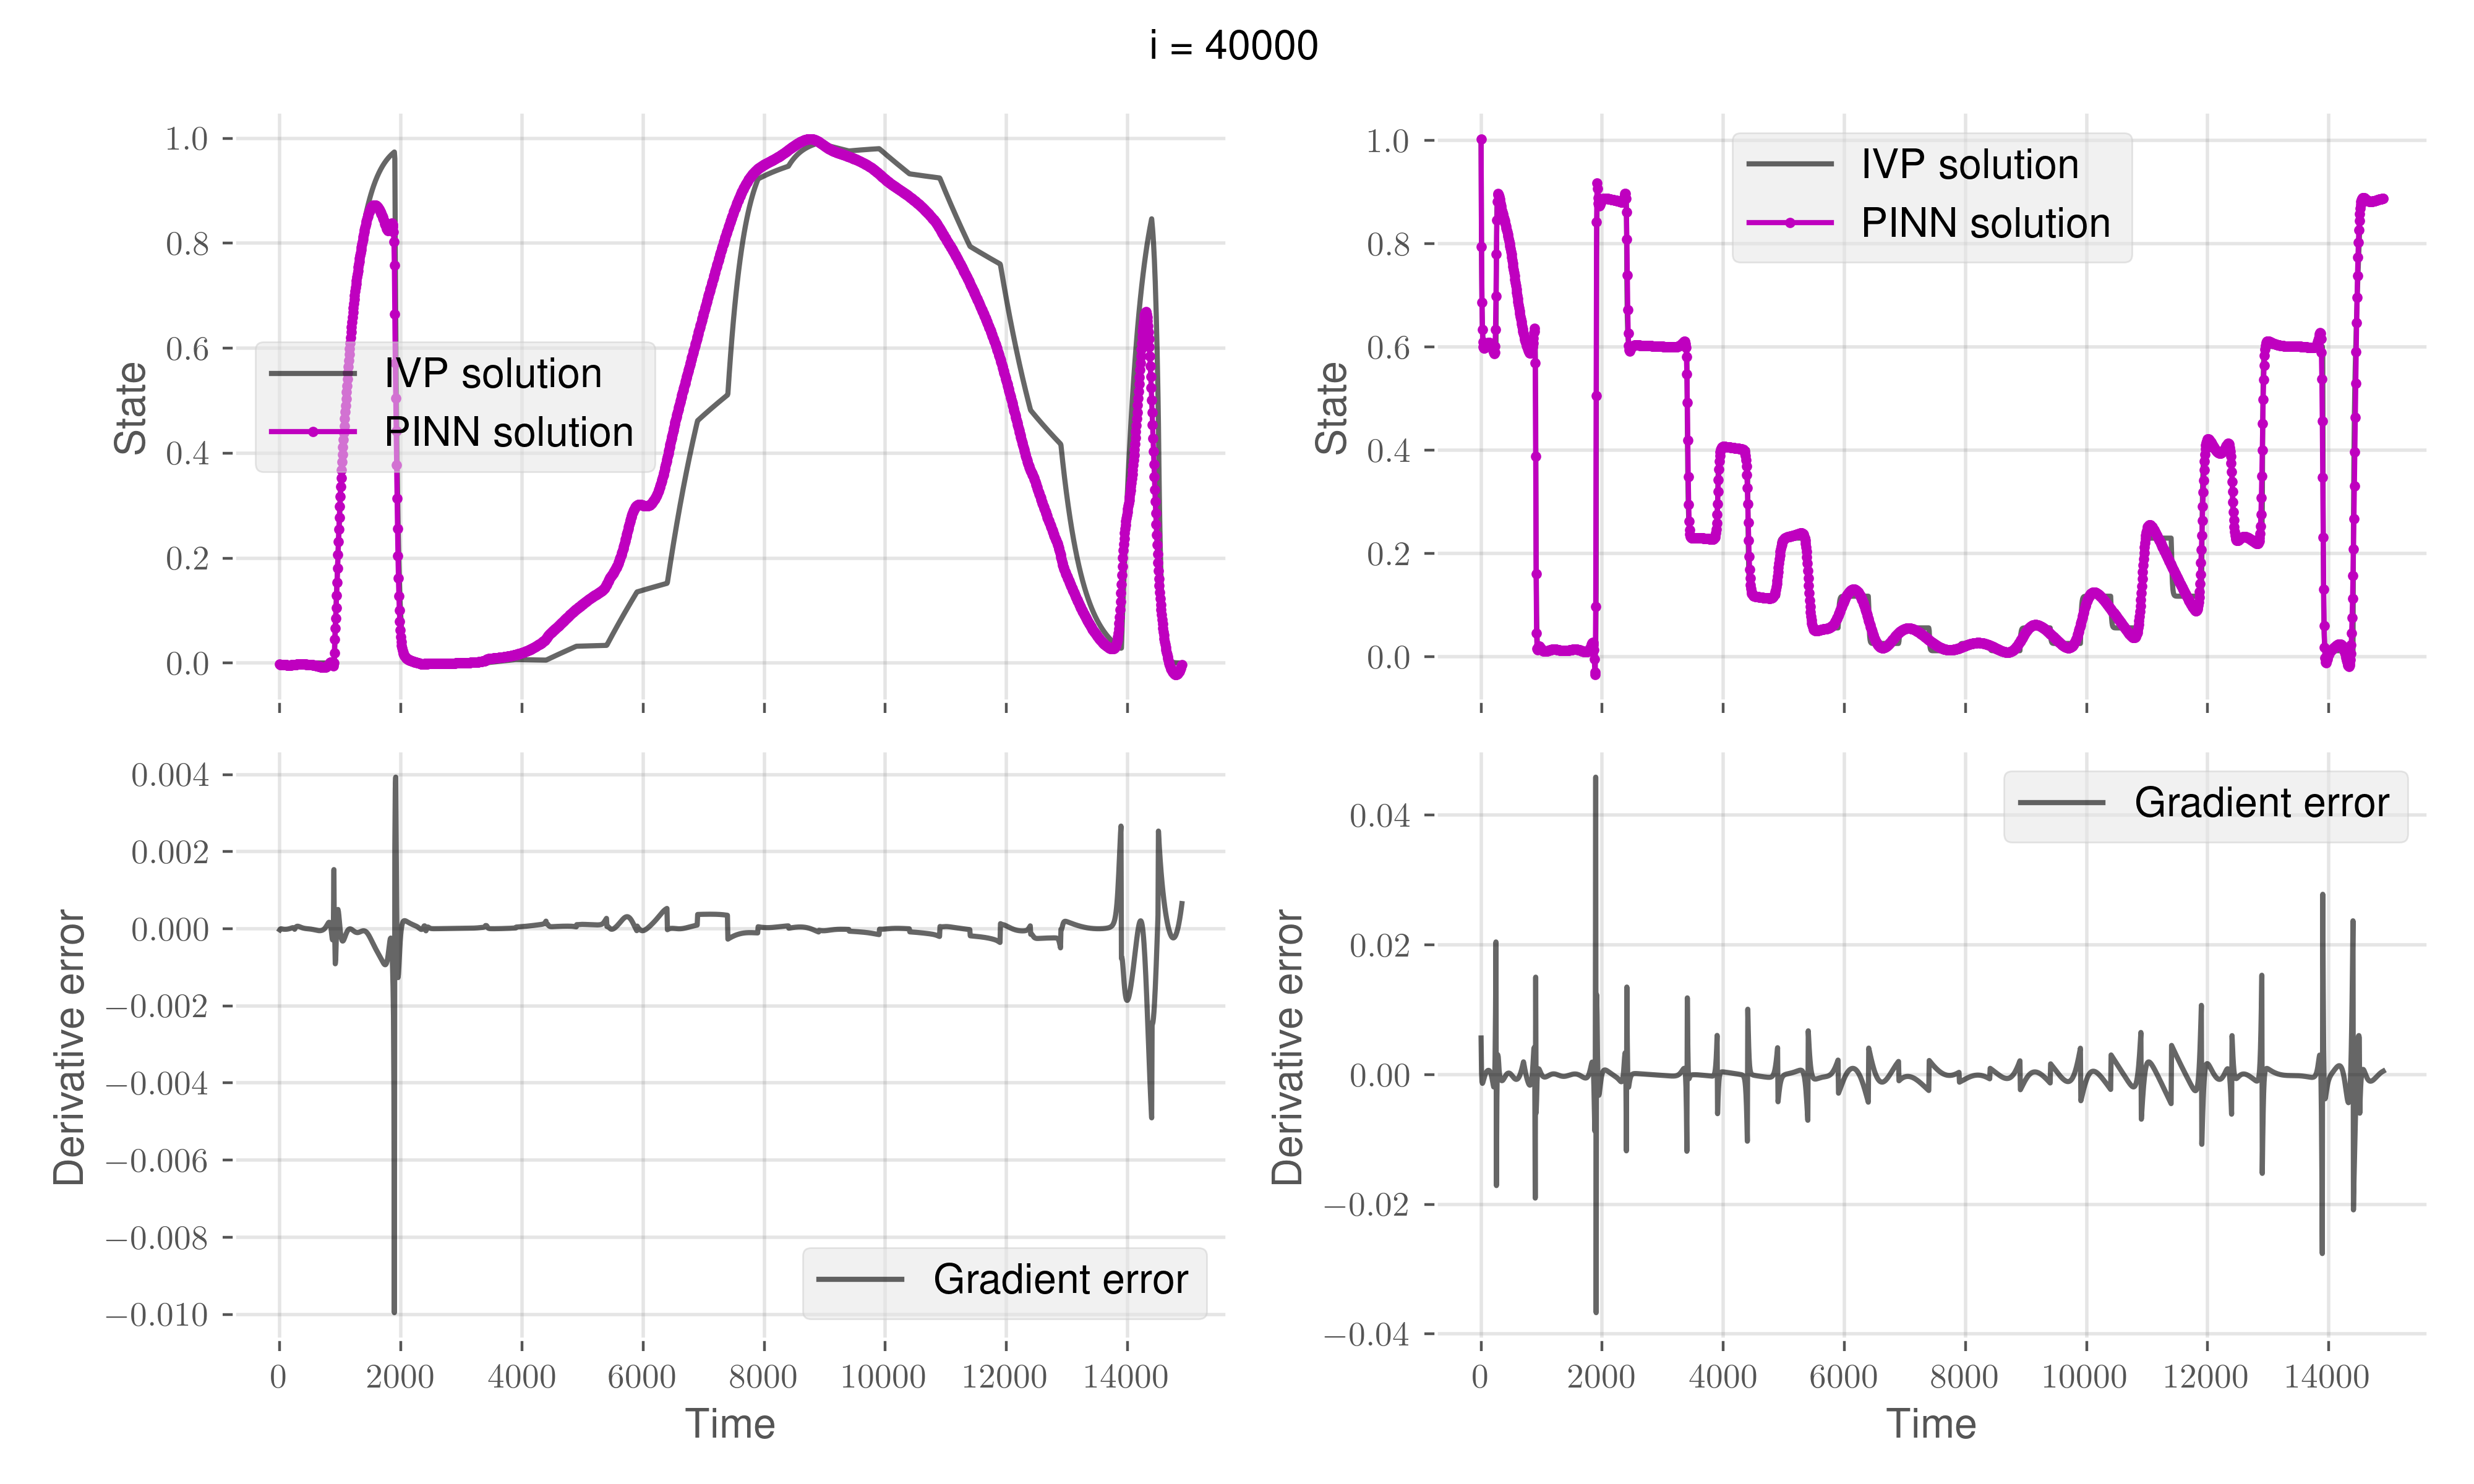 i = 40000
1.0
0.8
0.6
0.4
0.2
0.0
State
IVP solution
PINN solution
1.0
0.8
0.6
0.4
0.2
0.0
State
IVP solution
PINN solution
0.004
0.002
0.000
−0.002
−0.004
−0.006
−0.008
−0.010
Derivative error
Gradient error
0 2000 4000 6000 8000 10000 12000 14000
Time
0.04
0.02
0.00
−0.02
−0.04
Derivative error
Gradient error
0 2000 4000 6000 8000 10000 12000 14000
Time